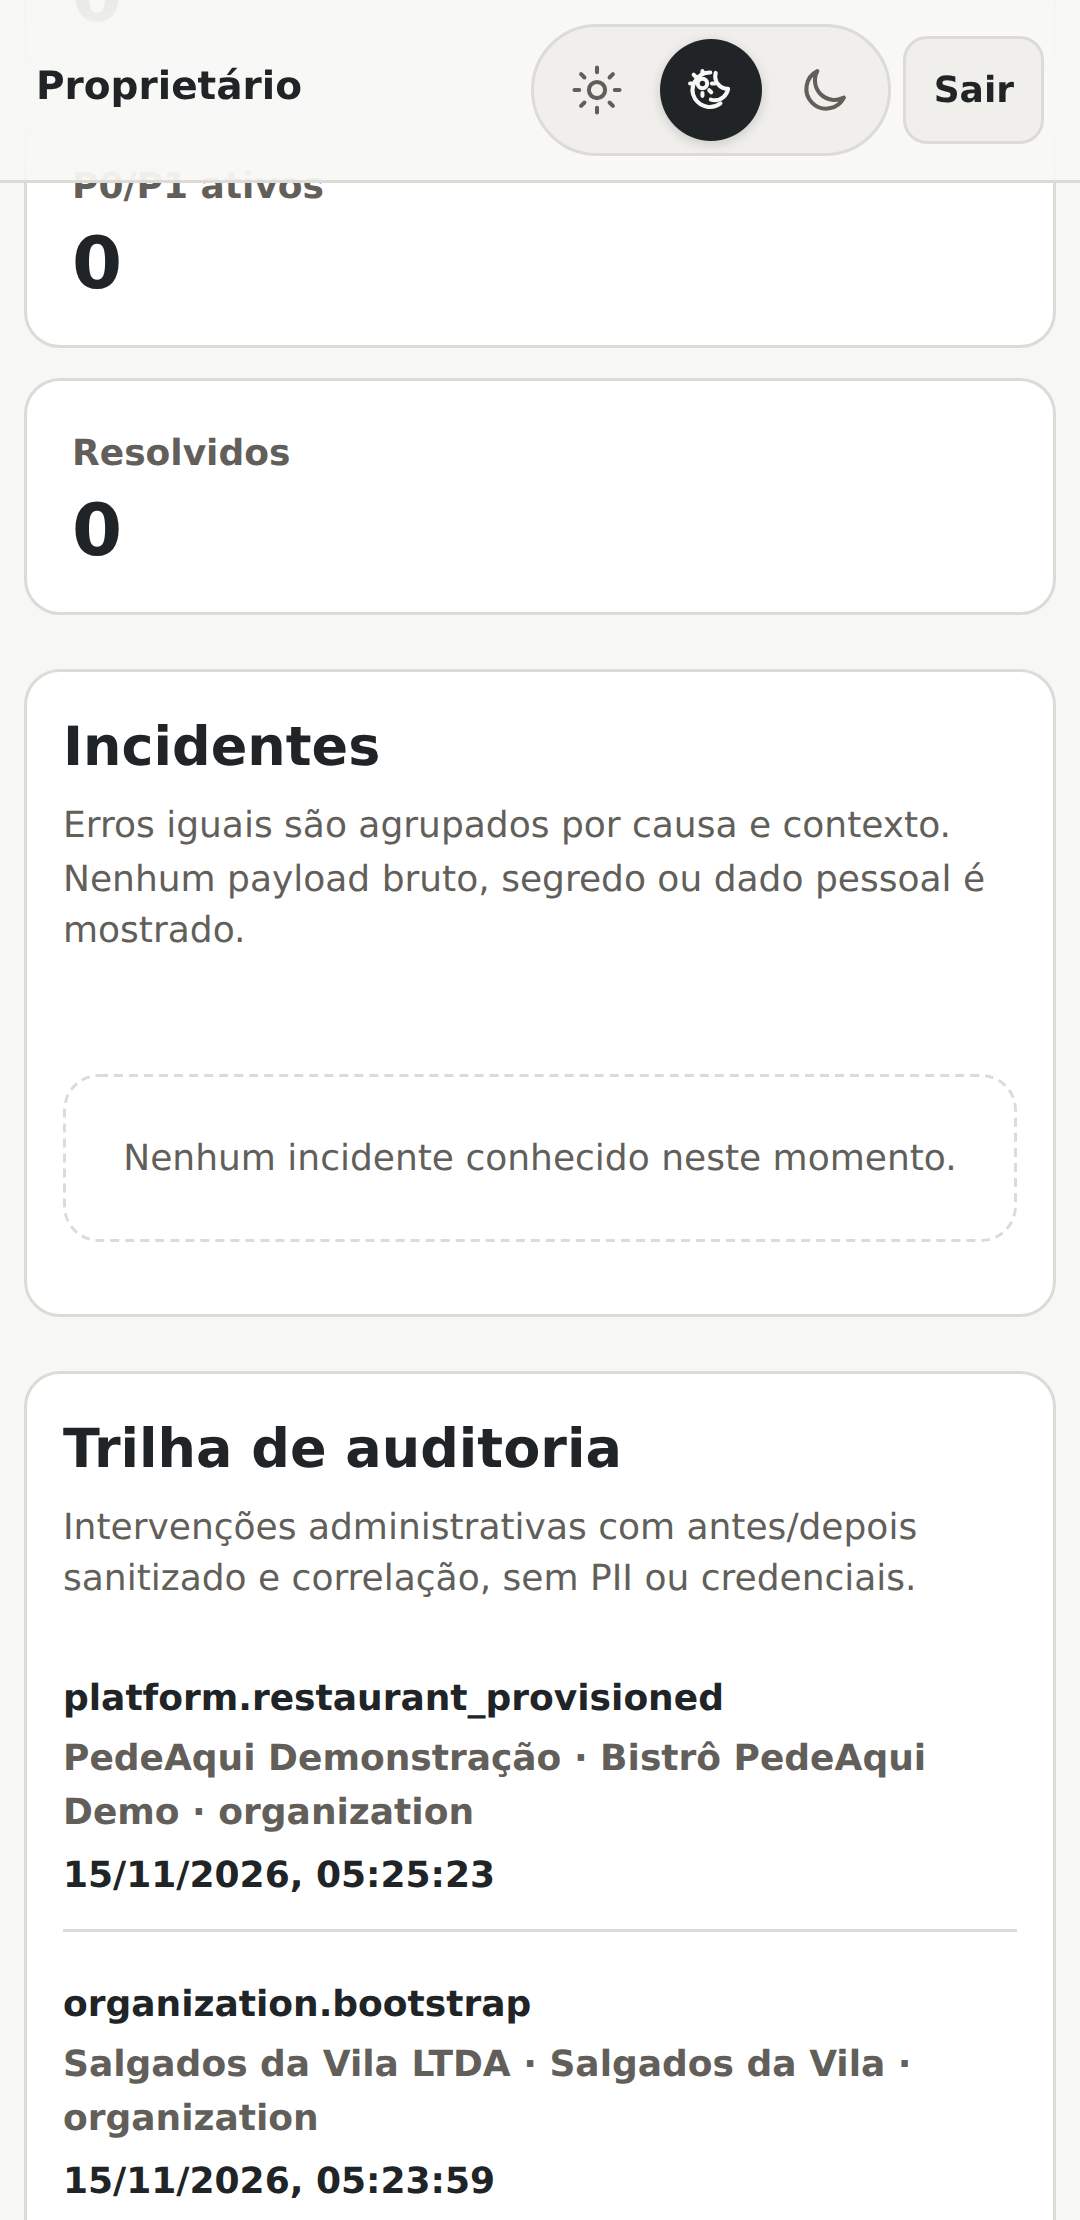 0
Proprietário
Sair
P0/P1 ativos
0
Resolvidos
0
Incidentes
Erros iguais são agrupados por causa e contexto.
Nenhum payload bruto, segredo ou dado pessoal é
mostrado.
Nenhum incidente conhecido neste momento.
Trilha de auditoria
Intervenções administrativas com antes/depois
sanitizado e correlação, sem PII ou credenciais.
platform.restaurant_provisioned
PedeAqui Demonstração · Bistrô PedeAqui
Demo · organization
15/11/2026, 05:25:23
organization.bootstrap
Salgados da Vila LTDA · Salgados da Vila ·
organization
15/11/2026, 05:23:59